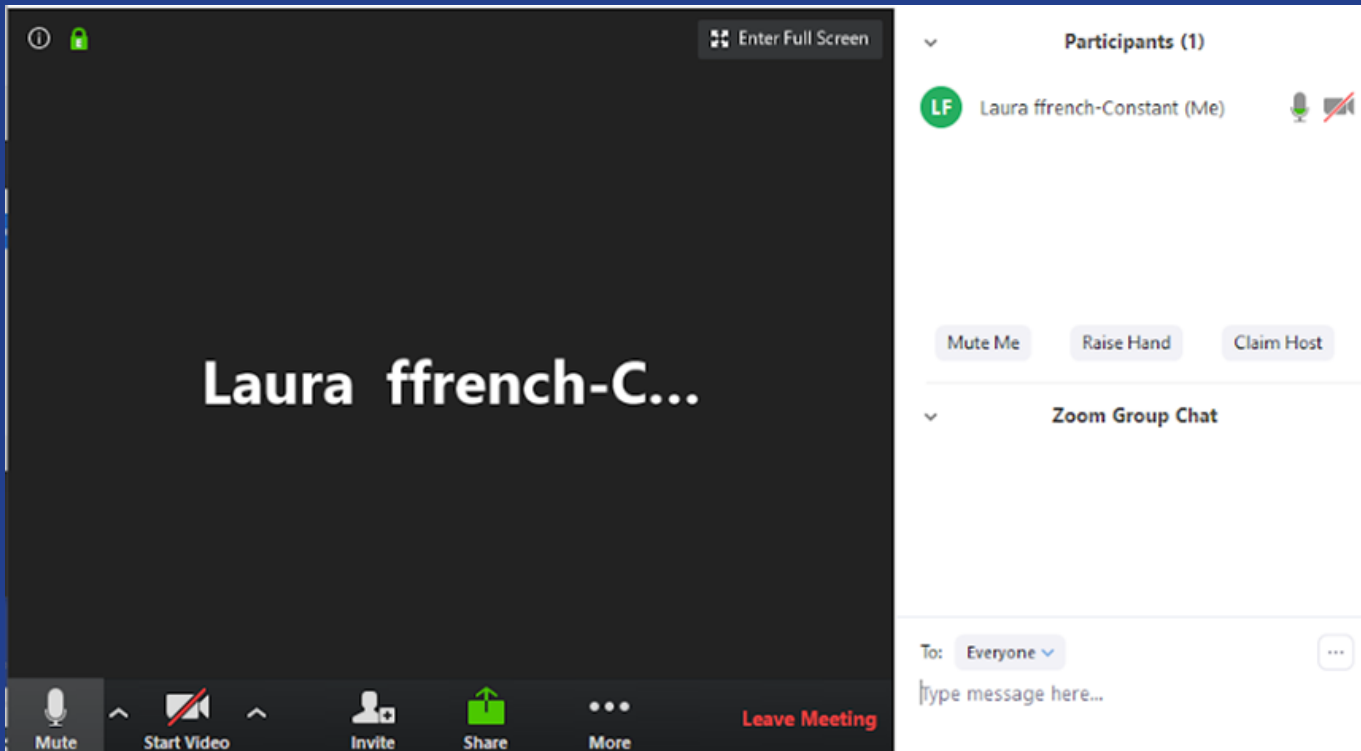 Enter Full Screen
Laura ffrench-C...
Mute
Start Video
Invite
Share
More
Leave Meeting
Participants (1)
LF
Laura ffrench-Constant (Me)
Mute Me
Raise Hand
Claim Host
Zoom Group Chat
To: Everyone
Type message here...